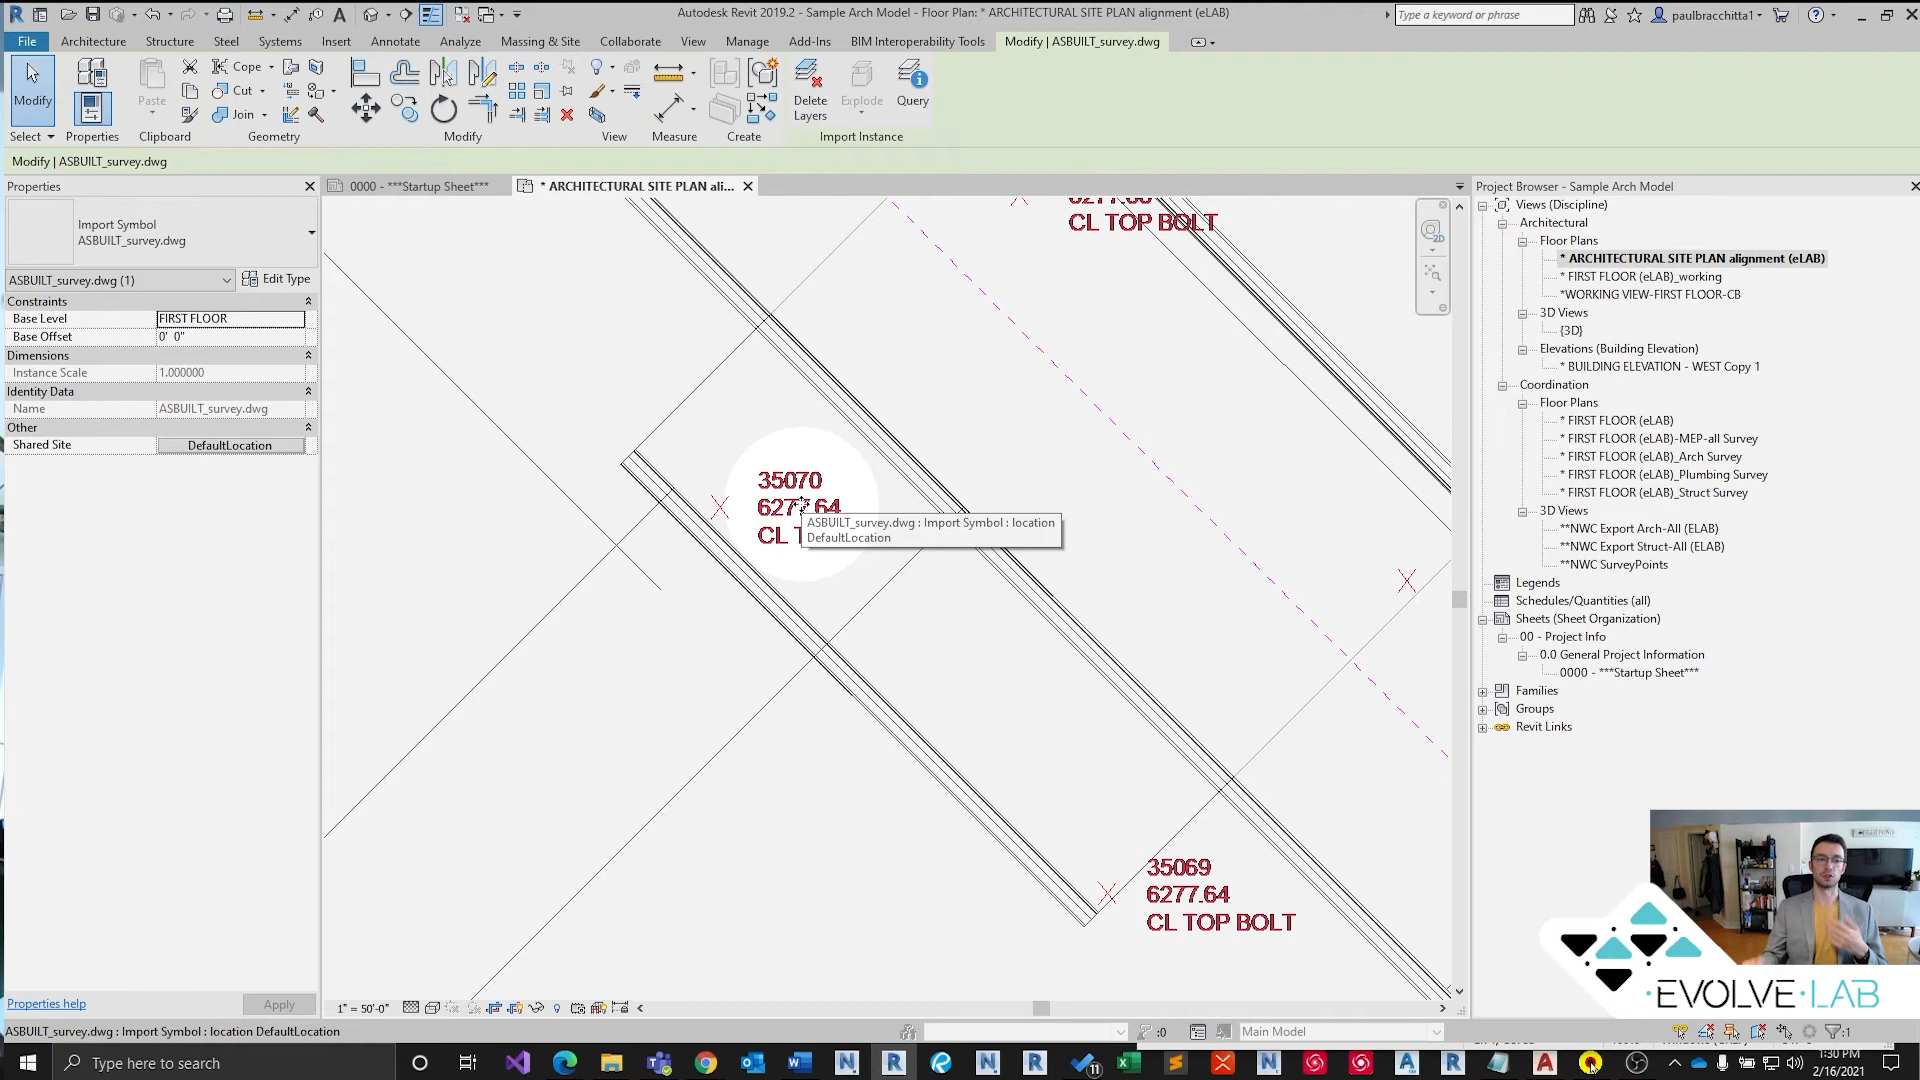 Autodesk Revit 2019.2 - Sample Arch Model - Floor Plan: * ARCHITECTURAL SITE PLAN alignment (eLAB)
Type a keyword or phrase
paulbracchitta1
File
Architecture
Structure
Steel
Systems
Insert
Annotate
Analyze
Massing & Site
Collaborate
View
Manage
Add-Ins
BIM Interoperability Tools
Modify | ASBUILT_survey.dwg
Modify
Paste
Cope
Cut
Join
Delete
Layers
Explode
Query
Select
Properties
Clipboard
Geometry
Modify
View
Measure
Create
Import Instance
Modify | ASBUILT_survey.dwg
Properties
Import Symbol
ASBUILT_survey.dwg
ASBUILT_survey.dwg (1)
Edit Type
Constraints
Base Level FIRST FLOOR
Base Offset 0' 0"
Dimensions
Instance Scale 1.000000
Identity Data
Name ASBUILT_survey.dwg
Other
Shared Site DefaultLocation
Properties help
Apply
0000 - ***Startup Sheet***
* ARCHITECTURAL SITE PLAN ali...
CL TOP BOLT
35070
6277.64
CL T
ASBUILT_survey.dwg : Import Symbol : location
DefaultLocation
35069
6277.64
CL TOP BOLT
1" = 50'-0"
Project Browser - Sample Arch Model
Views (Discipline)
Architectural
Floor Plans
* ARCHITECTURAL SITE PLAN alignment (eLAB)
* FIRST FLOOR (eLAB)_working
*WORKING VIEW-FIRST FLOOR-CB
3D Views
{3D}
Elevations (Building Elevation)
* BUILDING ELEVATION - WEST Copy 1
Coordination
Floor Plans
* FIRST FLOOR (eLAB)
* FIRST FLOOR (eLAB)-MEP-all Survey
* FIRST FLOOR (eLAB)_Arch Survey
* FIRST FLOOR (eLAB)_Plumbing Survey
* FIRST FLOOR (eLAB)_Struct Survey
3D Views
**NWC Export Arch-All (ELAB)
**NWC Export Struct-All (ELAB)
**NWC SurveyPoints
Legends
Schedules/Quantities (all)
Sheets (Sheet Organization)
00 - Project Info
0.0 General Project Information
0000 - ***Startup Sheet***
Families
Groups
Revit Links
EVOLVE·LAB
ASBUILT_survey.dwg : Import Symbol : location DefaultLocation
:0
Main Model
:1
Type here to search
11
1:30 PM
2/16/2021